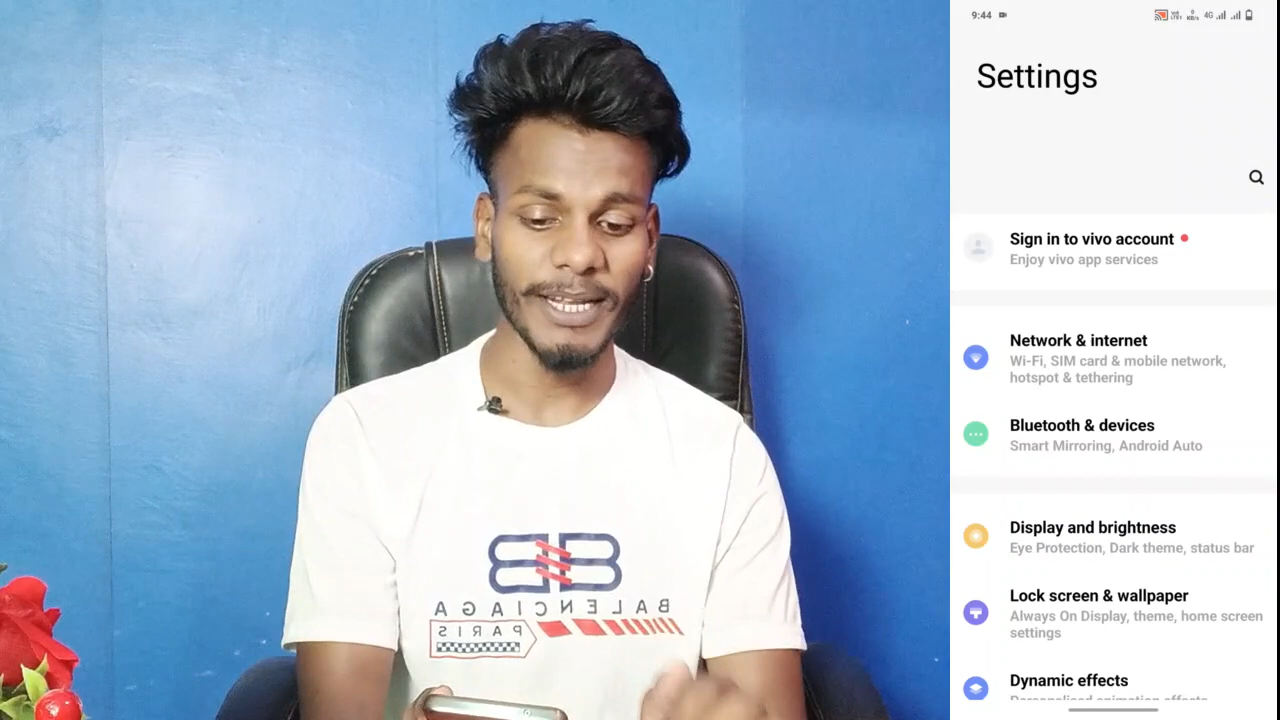 9:44
4G
Settings
Sign in to vivo account
Enjoy vivo app services
Network & internet
Wi-Fi, SIM card & mobile network,
hotspot & tethering
Bluetooth & devices
Smart Mirroring, Android Auto
Display and brightness
Eye Protection, Dark theme, status bar
Lock screen & wallpaper
Always On Display, theme, home screen
settings
Dynamic effects
BALENCIAGA
PARIS